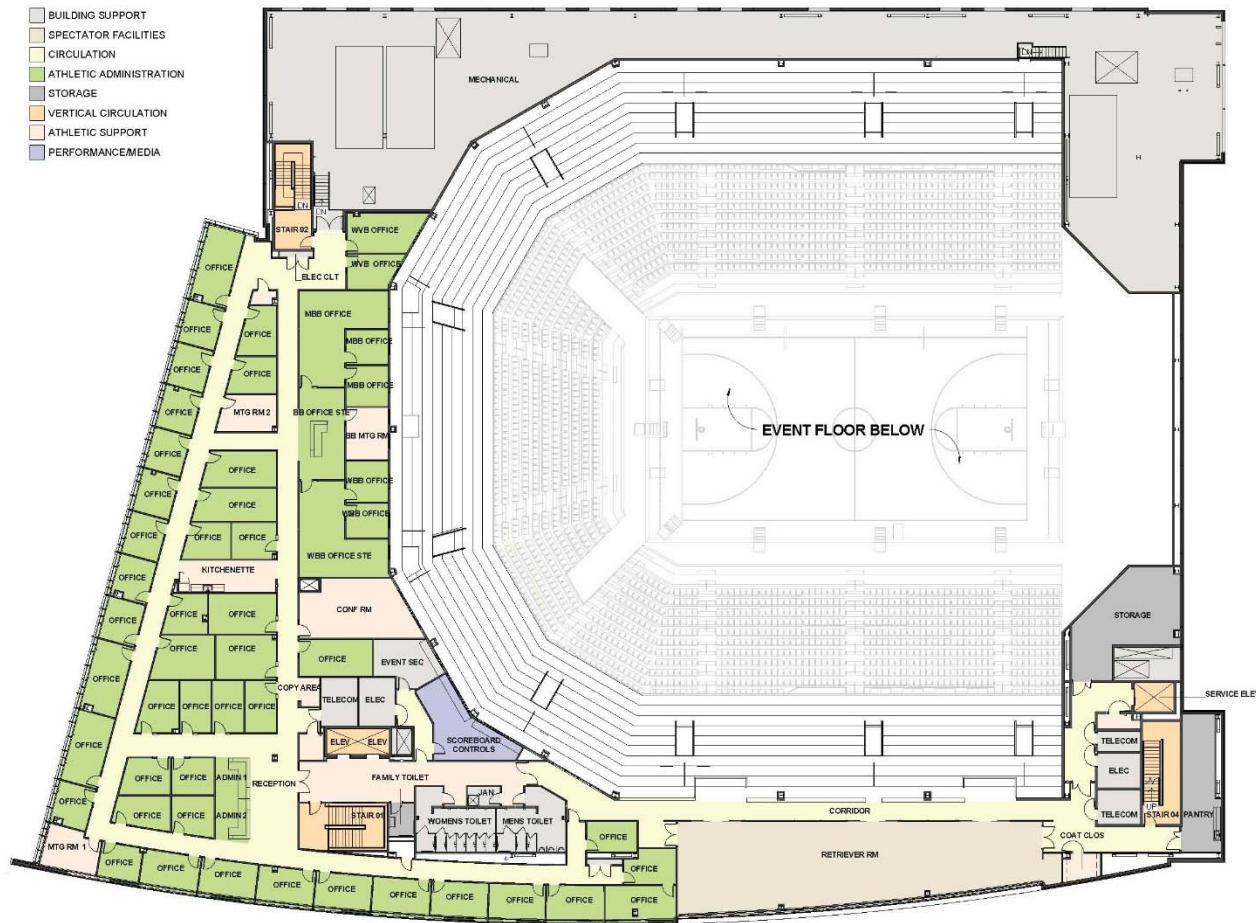 BUILDING SUPPORT
SPECTATOR FACILITIES
CIRCULATION
ATHLETIC ADMINISTRATION
STORAGE
VERTICAL CIRCULATION
ATHLETIC SUPPORT
PERFORMANCE/MEDIA
MECHANICAL
H
DN
DN
STAIR 02
WVB OFFICE
WVB OFFICE
ELEC CLT
OFFICE
MBB OFFICE
OFFICE
OFFICE
MBB OFFICE
OFFICE
OFFICE
MBB OFFICE
OFFICE
MTG RM 2
BB OFFICE STE
BB MTG RM
EVENT FLOOR BELOW
OFFICE
OFFICE
WBB OFFICE
OFFICE
OFFICE
WBB OFFICE
OFFICE
OFFICE
OFFICE
WBB OFFICE STE
OFFICE
KITCHENETTE
CONF RM
OFFICE
OFFICE
OFFICE
STORAGE
OFFICE
OFFICE
OFFICE
OFFICE
EVENT SEC
COPY AREA
TELECOM
ELEC
SERVICE ELEV
OFFICE
OFFICE
OFFICE
OFFICE
OFFICE
SCOREBOARD
CONTROLS
ELEV
ELEV
TELECOM
OFFICE
OFFICE
ADMIN 1
RECEPTION
FAMILY TOILET
ELEC
OFFICE
JAN
CORRIDOR
UP
OFFICE
OFFICE
ADMIN 2
STAIR 01
WOMENS TOILET
MENS TOILET
TELECOM
STAIR 04
PANTRY
OFFICE
COAT CLOS
MTG RM 1
OFFICE
OFFICE
OFFICE
OFFICE
OFFICE
OFFICE
OFFICE
OFFICE
OFFICE
OFFICE
OFFICE
RETRIEVER RM